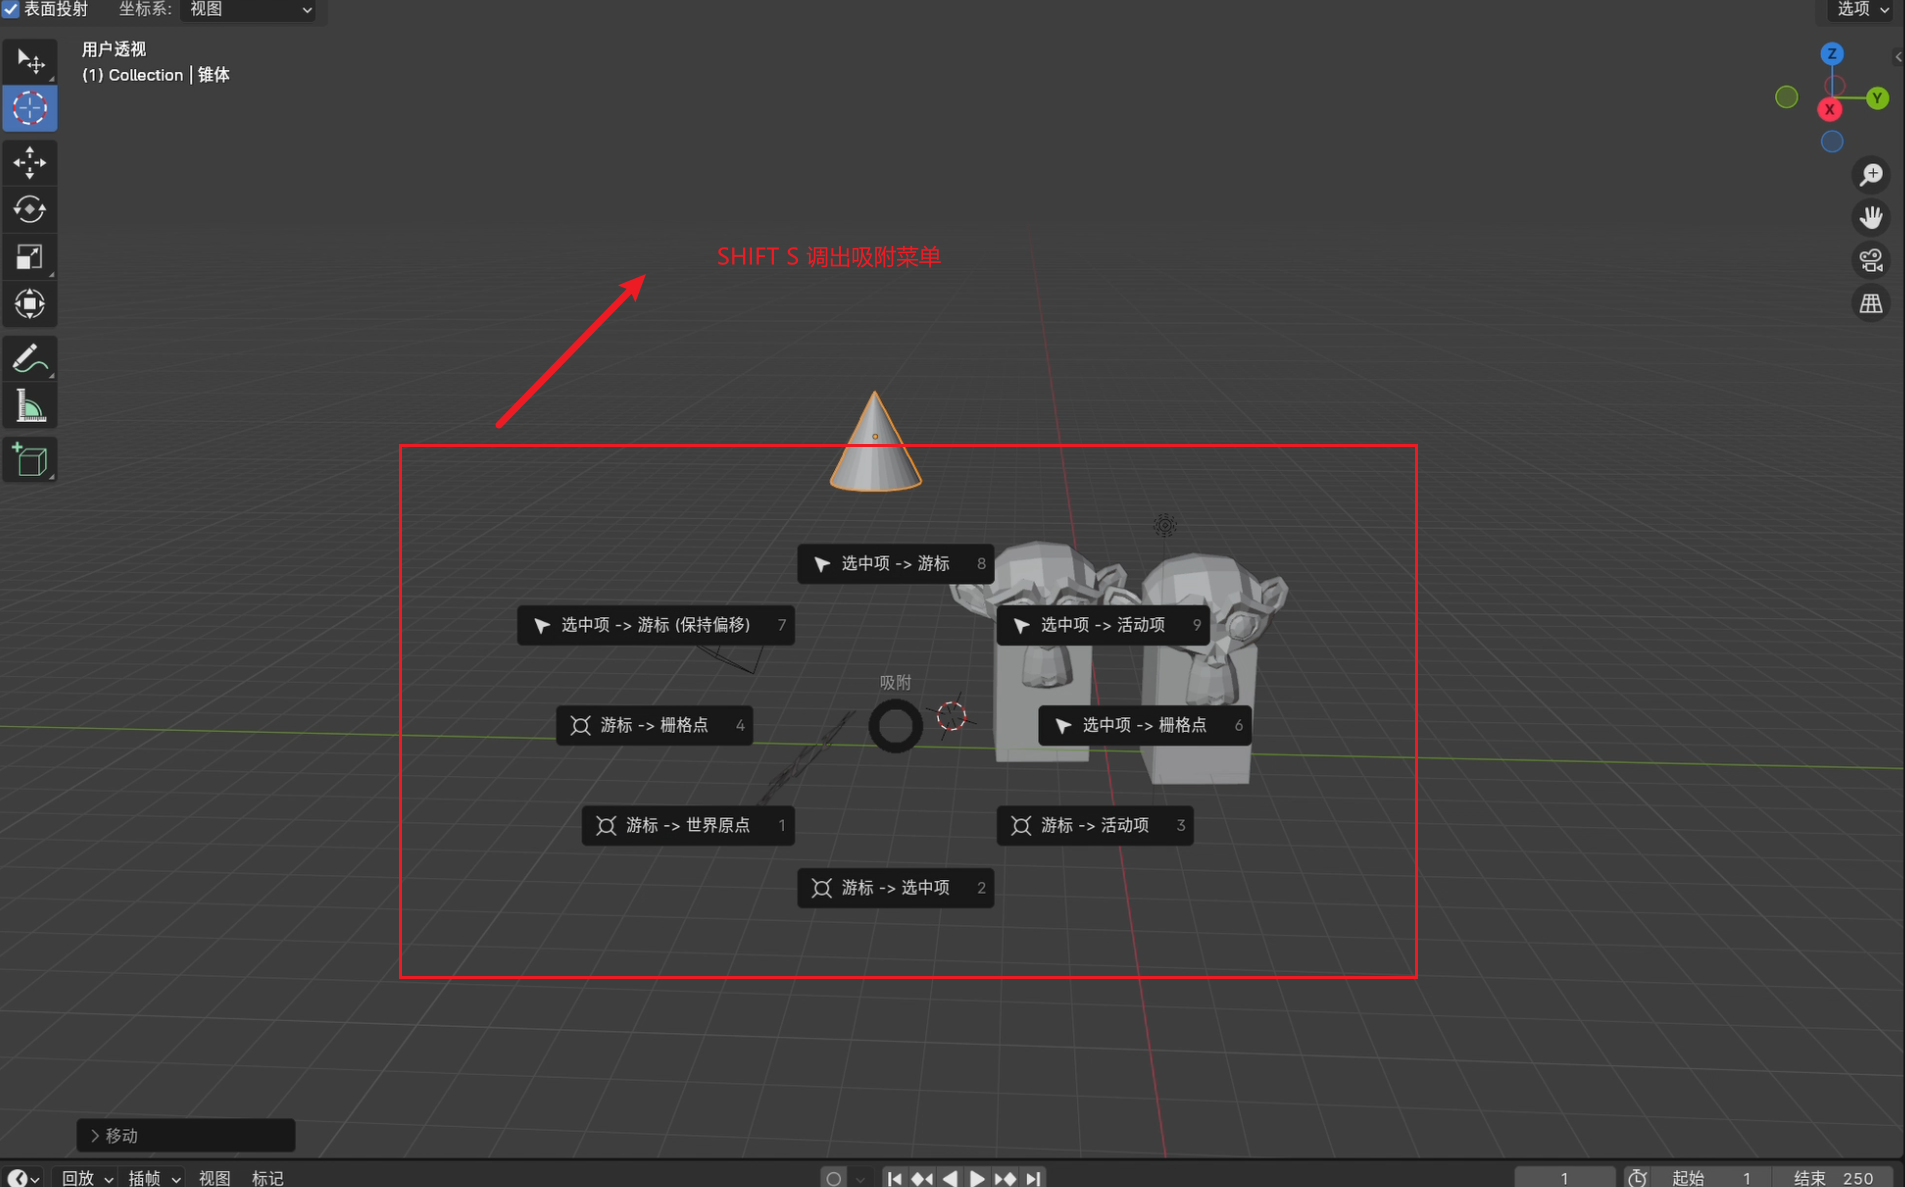 表面投射 坐标系: 视图 选项
用户透视
(1) Collection | 锥体
Z
Y
X
SHIFT S 调出吸附菜单
选中项 -> 游标 8
选中项 -> 游标 (保持偏移) 7
选中项 -> 活动项 9
吸附
游标 -> 栅格点 4
选中项 -> 栅格点 6
游标 -> 世界原点 1
游标 -> 活动项 3
游标 -> 选中项 2
移动
回放 插帧 视图 标记 1 起始 1 结束 250